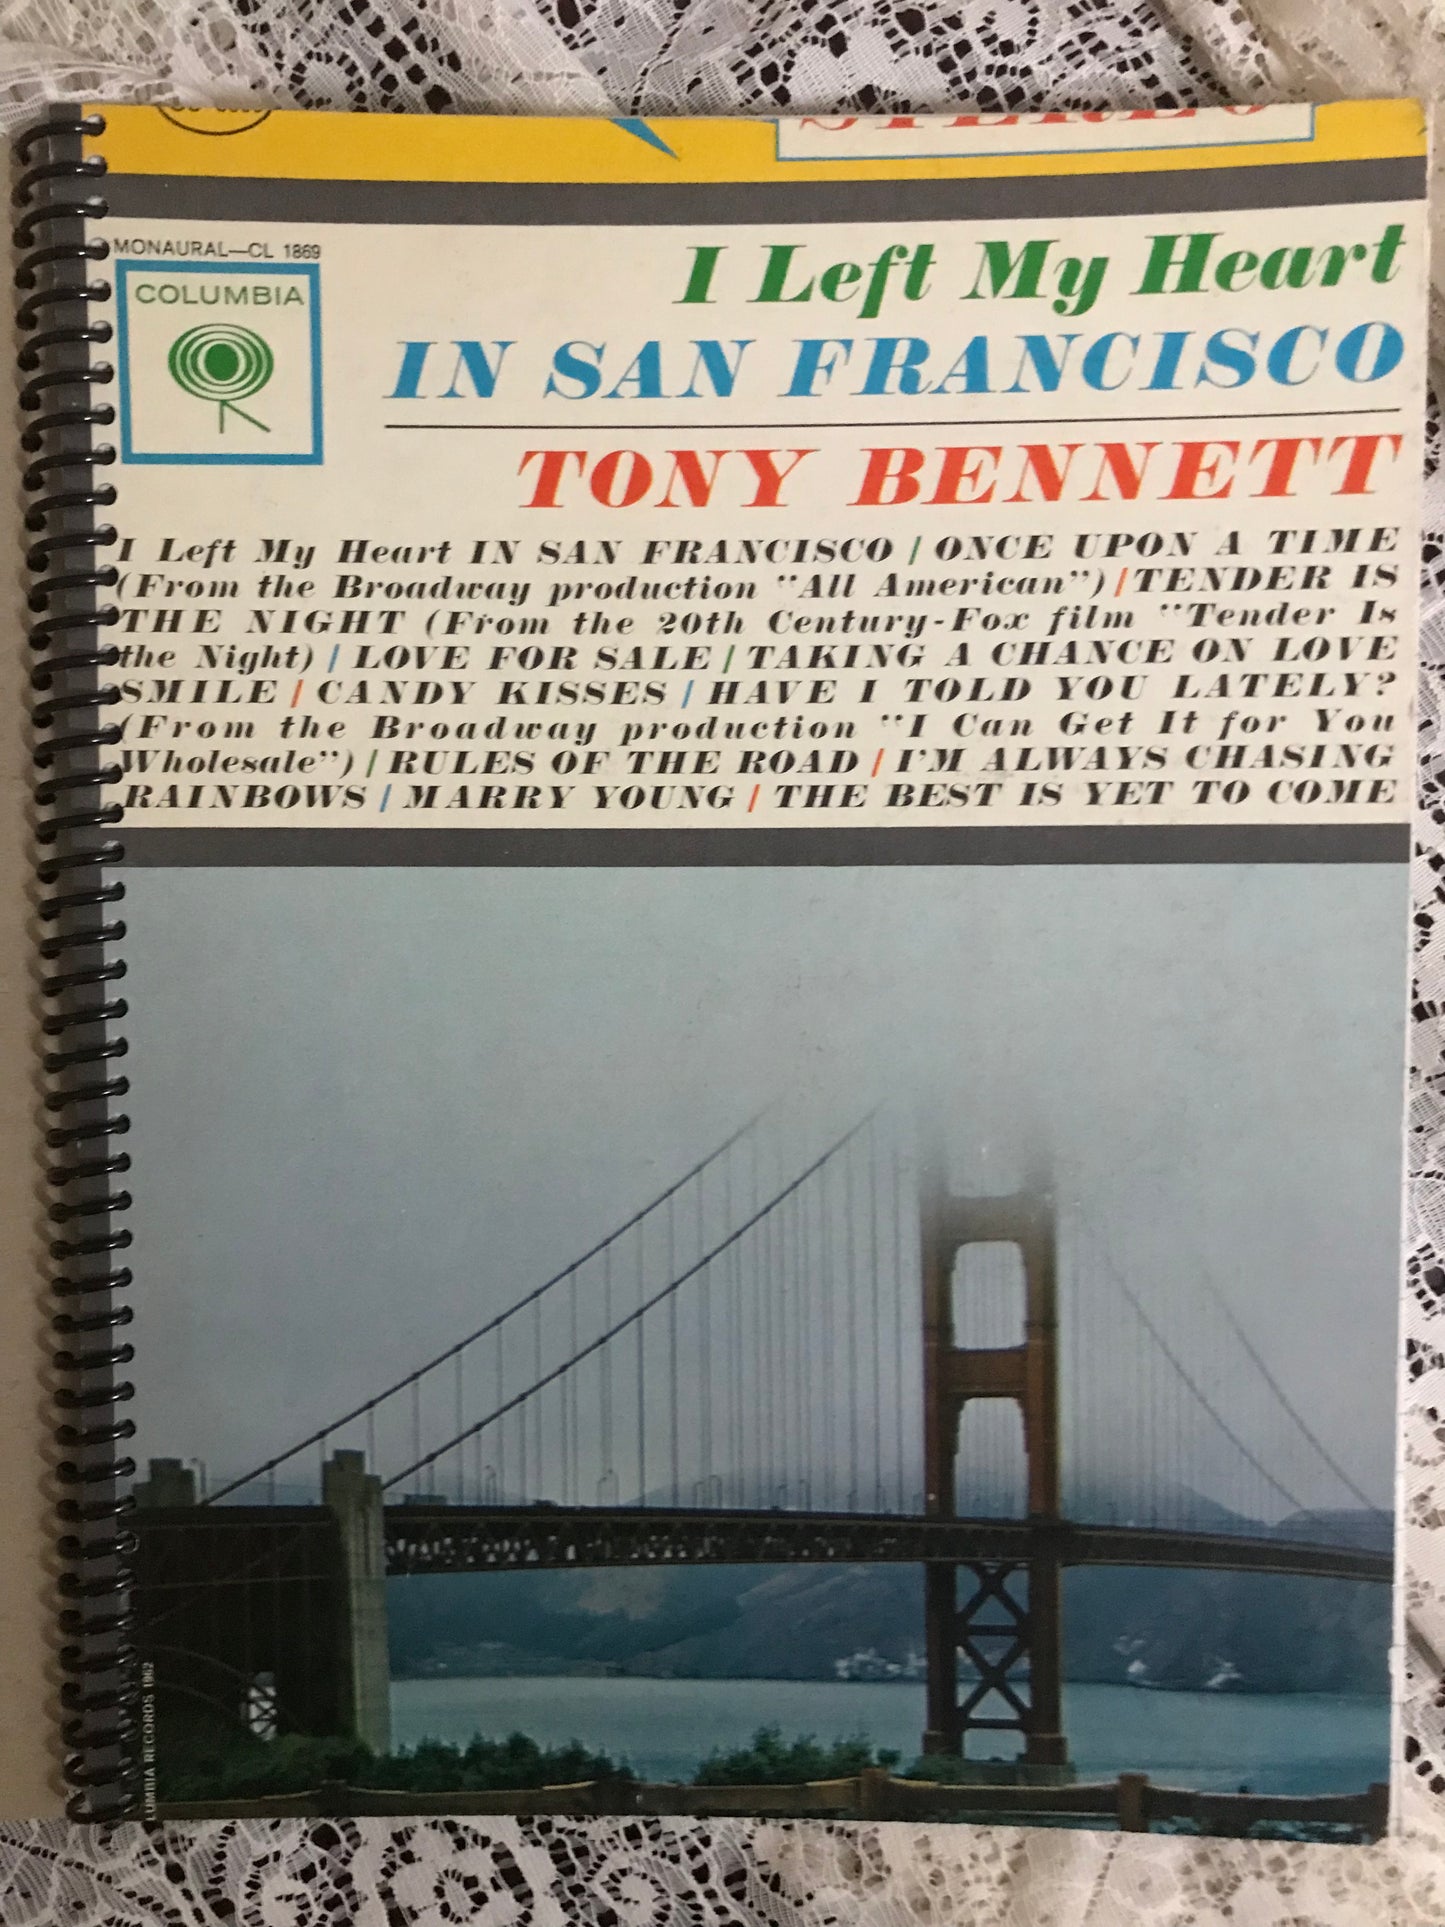 STEREO
MONAURAL—CL 1869
COLUMBIA
I Left My Heart
IN SAN FRANCISCO
TONY BENNETT
I Left My Heart IN SAN FRANCISCO / ONCE UPON A TIME
(From the Broadway production "All American") / TENDER IS
THE NIGHT (From the 20th Century-Fox film "Tender Is
the Night) / LOVE FOR SALE / TAKING A CHANCE ON LOVE
SMILE / CANDY KISSES / HAVE I TOLD YOU LATELY?
(From the Broadway production "I Can Get It for You
Wholesale") / RULES OF THE ROAD / I'M ALWAYS CHASING
RAINBOWS / MARRY YOUNG / THE BEST IS YET TO COME
LUMBIA RECORDS 1962